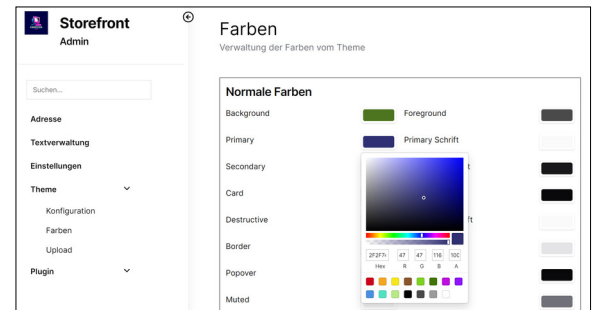 Storefront
Admin
Suchen...
Adresse
Textverwaltung
Einstellungen
Theme
Konfiguration
Farben
Upload
Plugin
Farben
Verwaltung der Farben vom Theme
Normale Farben
Background Foreground
Primary Primary Schrift
Secondary t
Card
Destructive ft
Border
Popover
Muted
2F2F7 47 47 116 100
Hex R G B A